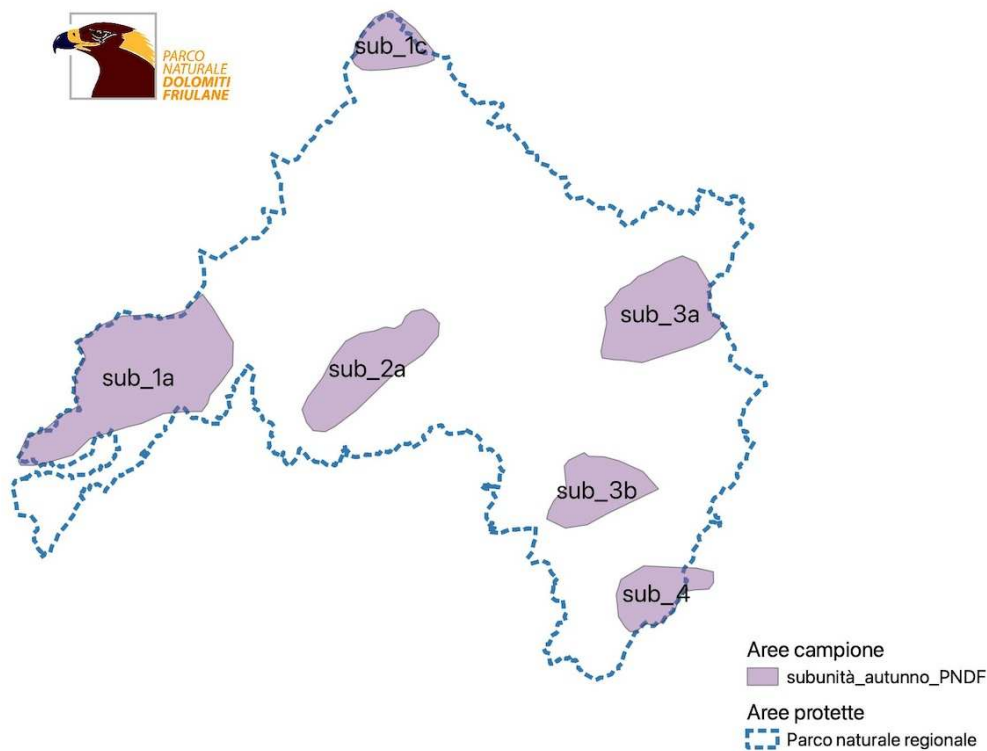 PARCO
NATURALE
DOLOMITI
FRIULANE
sub_1c
sub_3a
sub_2a
sub_1a
sub_3b
sub_4
Aree campione
subunità_autunno_PNDF
Aree protette
Parco naturale regionale